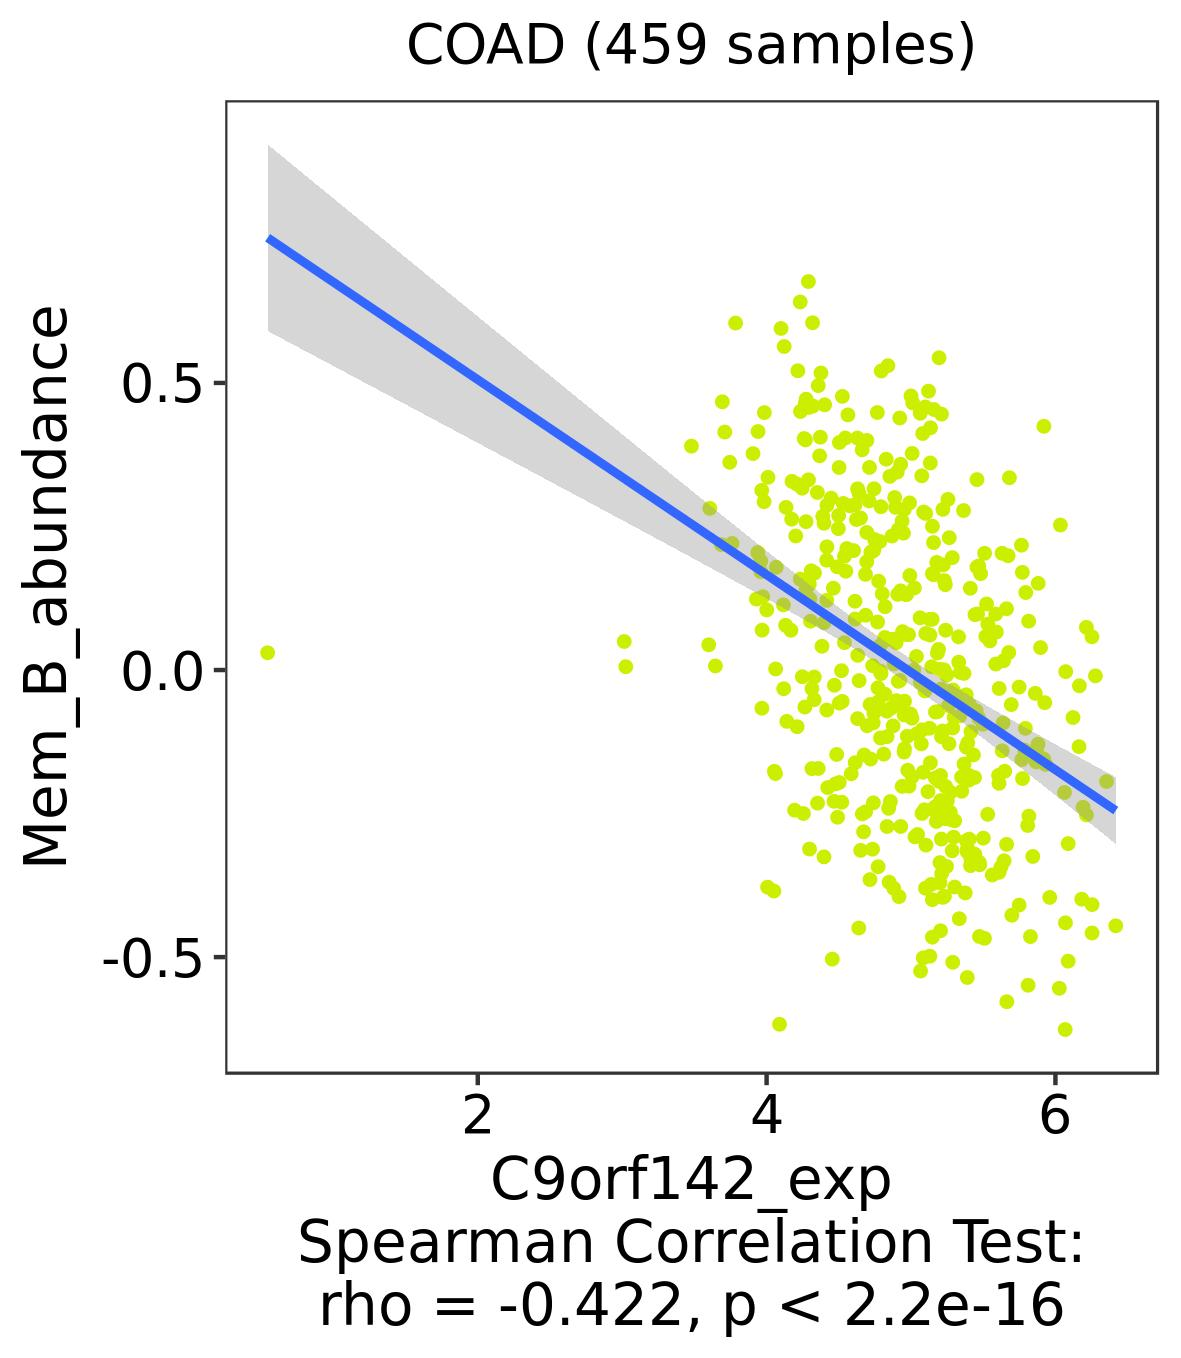 COAD (459 samples)
Mem_B_abundance
0.5
0.0
-0.5
2 4 6
C9orf142_exp
Spearman Correlation Test:
rho = -0.422, p < 2.2e-16